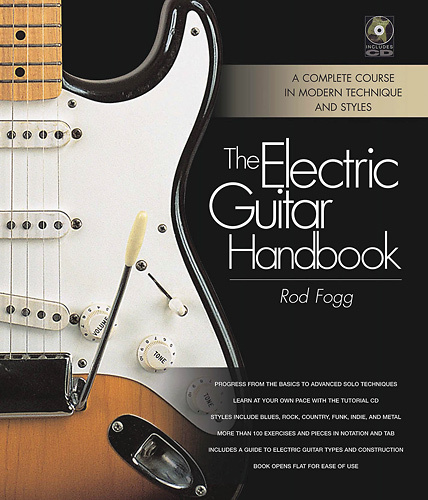 INCLUDES
CD
A COMPLETE COURSE
IN MODERN TECHNIQUE
AND STYLES
The Electric
Guitar
Handbook
Rod Fogg
VOLUME
TONE
TONE
PROGRESS FROM THE BASICS TO ADVANCED SOLO TECHNIQUES
LEARN AT YOUR OWN PACE WITH THE TUTORIAL CD
STYLES INCLUDE BLUES, ROCK, COUNTRY, FUNK, INDIE, AND METAL
MORE THAN 100 EXERCISES AND PIECES IN NOTATION AND TAB
INCLUDES A GUIDE TO ELECTRIC GUITAR TYPES AND CONSTRUCTION
BOOK OPENS FLAT FOR EASE OF USE